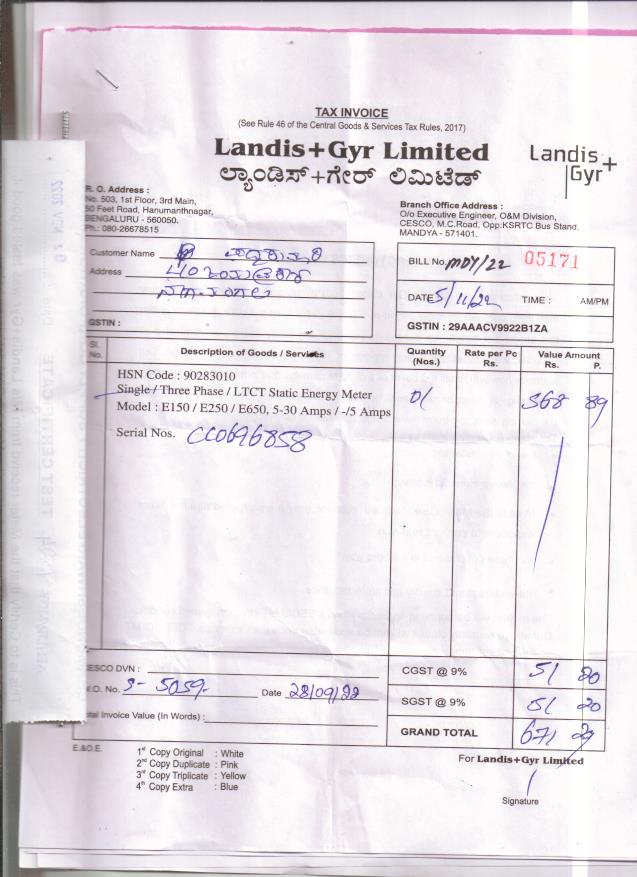 TAX INVOICE
(See Rule 46 of the Central Goods & Services Tax Rules, 2017)
Landis+Gyr Limited
ಲ್ಯಾಂಡಿಸ್+ಗೇರ್ ಲಿಮಿಟೆಡ್
Landis
Gyr+
R. O. Address :
No. 503, 1st Floor, 3rd Main,
50 Feet Road, Hanumanthnagar,
BENGALURU - 560050.
Ph.: 080-26678515
Branch Office Address :
O/o Executive Engineer, O&M Division,
CESCO, M.C.Road, Opp:KSRTC Bus Stand.
MANDYA - 571401.
Customer Name
Address
GSTIN :
BILL No. MDY/22 05171
DATE 5/11/22 TIME : AM/PM
GSTIN : 29AAACV9922B1ZA
Sl. No. Description of Goods / Services Quantity (Nos.) Rate per Pc Rs. Value Amount Rs. P.
HSN Code : 90283010
Single / Three Phase / LTCT Static Energy Meter 01 568 89
Model : E150 / E250 / E650, 5-30 Amps / -/5 Amps
Serial Nos. CC0696858
CESCO DVN :
W.O. No. 3-5059- Date 28/09/22
Total Invoice Value (In Words) :
CGST @ 9% 51 20
SGST @ 9% 51 20
GRAND TOTAL 671 29
E.&O.E.
1st Copy Original : White
2nd Copy Duplicate : Pink
3rd Copy Triplicate : Yellow
4th Copy Extra : Blue
For Landis+Gyr Limited
Signature